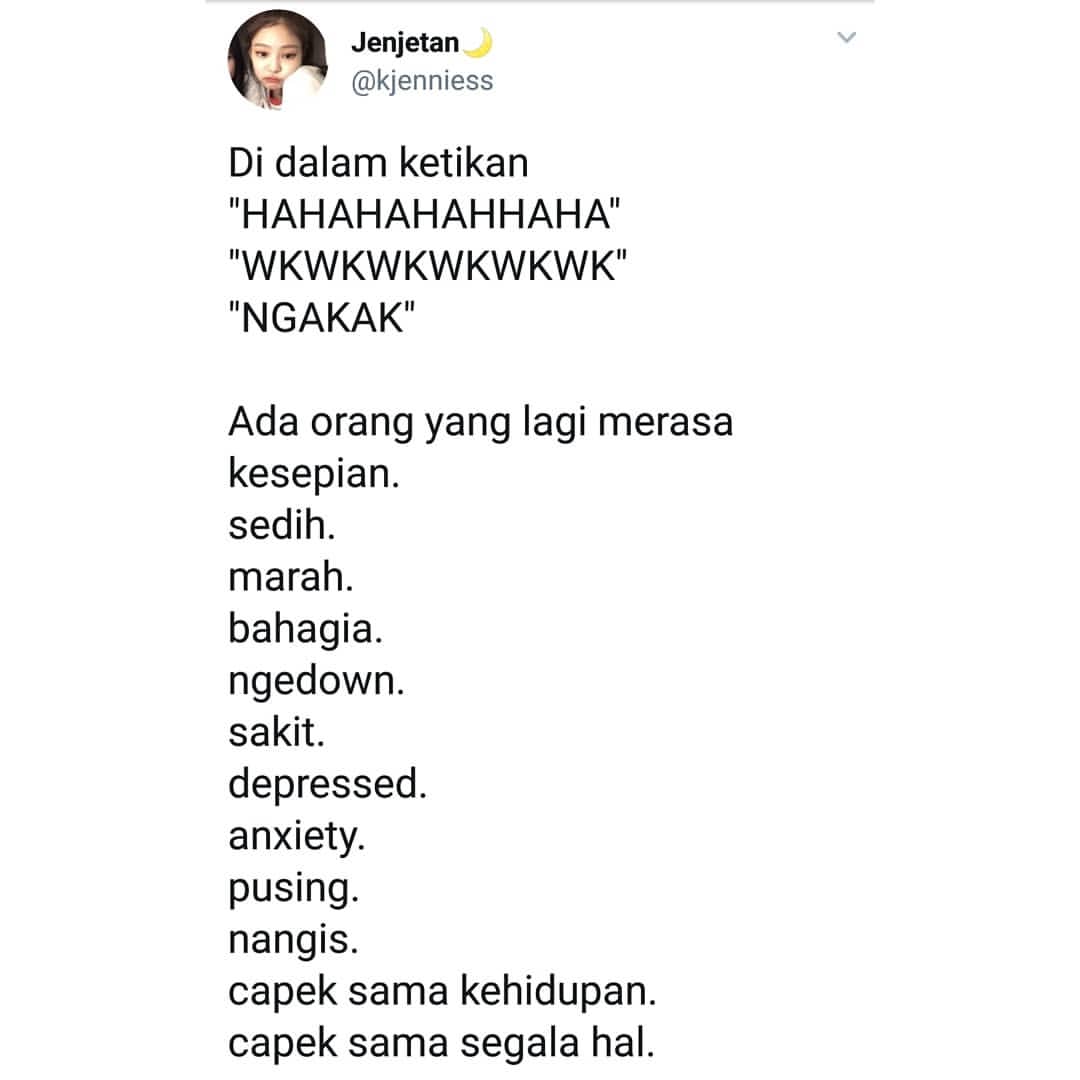 Jenjetan🌙
@kjenniess
Di dalam ketikan
"HAHAHAHAHHAHA"
"WKWKWKWKWKWK"
"NGAKAK"
Ada orang yang lagi merasa
kesepian.
sedih.
marah.
bahagia.
ngedown.
sakit.
depressed.
anxiety.
pusing.
nangis.
capek sama kehidupan.
capek sama segala hal.